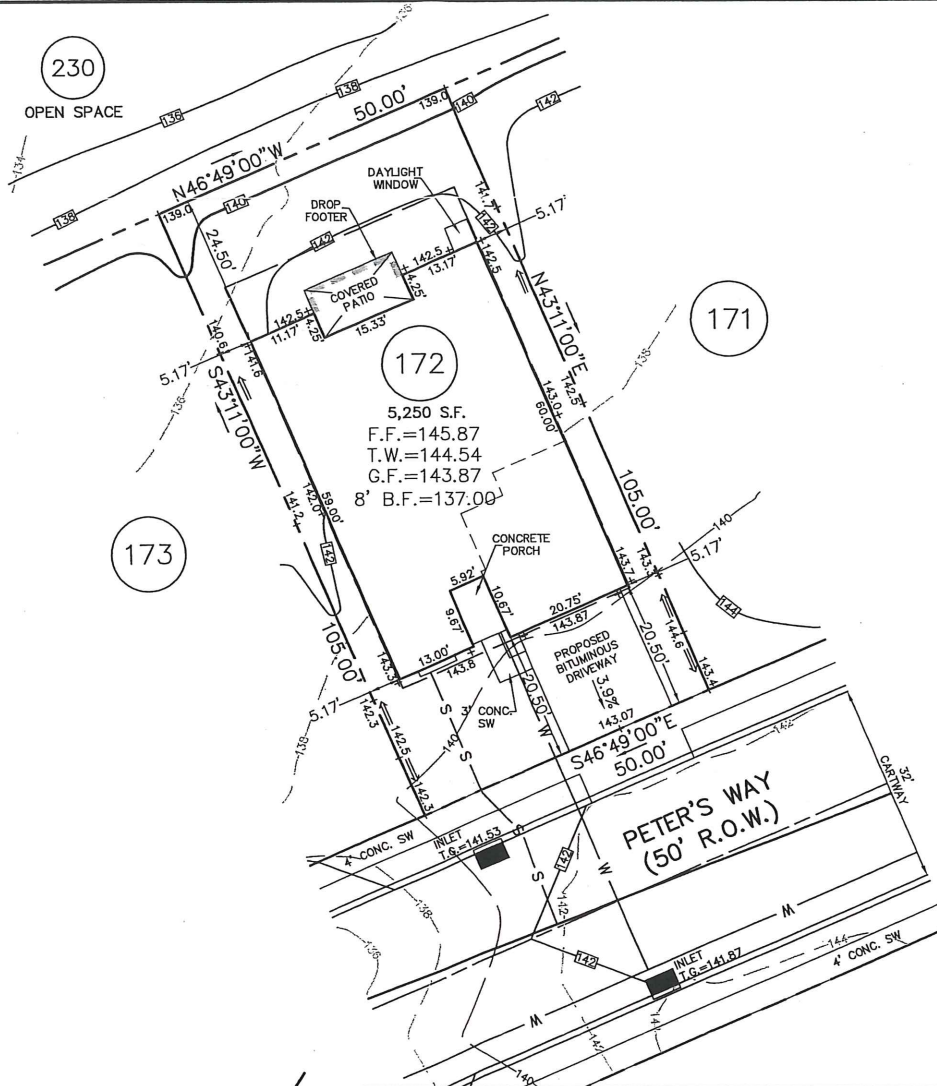 135
230
OPEN SPACE
136
138
50.00'
139.0
140
142
134
N46°49'00"W
138
139.0
140
DAYLIGHT
WINDOW
DROP
FOOTER
141.7
142
5.17'
24.50'
142
142.5
13.17'
142.5
COVERED
PATIO
4.25'
142.5
11.17'
4.25'
15.33'
N43°11'00"E
171
140.6
141.6
5.17'
S43°11'00"W
136
138
172
5,250 S.F.
F.F.=145.87
T.W.=144.54
G.F.=143.87
8' B.F.=137.00
142.5
143.0
60.00'
105.00'
141.2
142.0
59.00'
142
173
CONCRETE
PORCH
140
5.17'
5.92'
10.67'
9.67'
143.7
20.75'
143.87
144
105.00'
13.00'
143.8
143.3
5.17'
142.3
PROPOSED
BITUMINOUS
DRIVEWAY
3.9%
143.07
20.50'
144.6
143.4
20.50'
W
3'
CONC.
SW
S
S
S
S
138
140
142.5
142.3
S46°49'00"E
50.00'
142
32'
CARTWAY
PETER'S WAY
(50' R.O.W.)
4' CONC. SW
INLET
T.G.=141.53
142
W
138
136
142
142
INLET
T.G.=141.87
W
144
4' CONC. SW
W
141
142
140